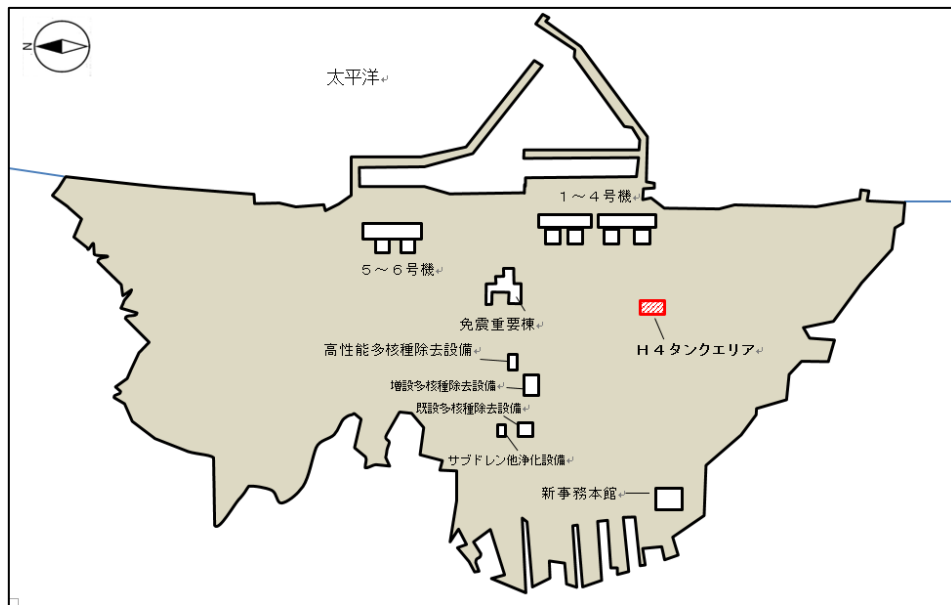 N
太平洋
１～４号機
５～６号機
免震重要棟
Ｈ４タンクエリア
高性能多核種除去設備
増設多核種除去設備
既設多核種除去設備
サブドレン他浄化設備
新事務本館